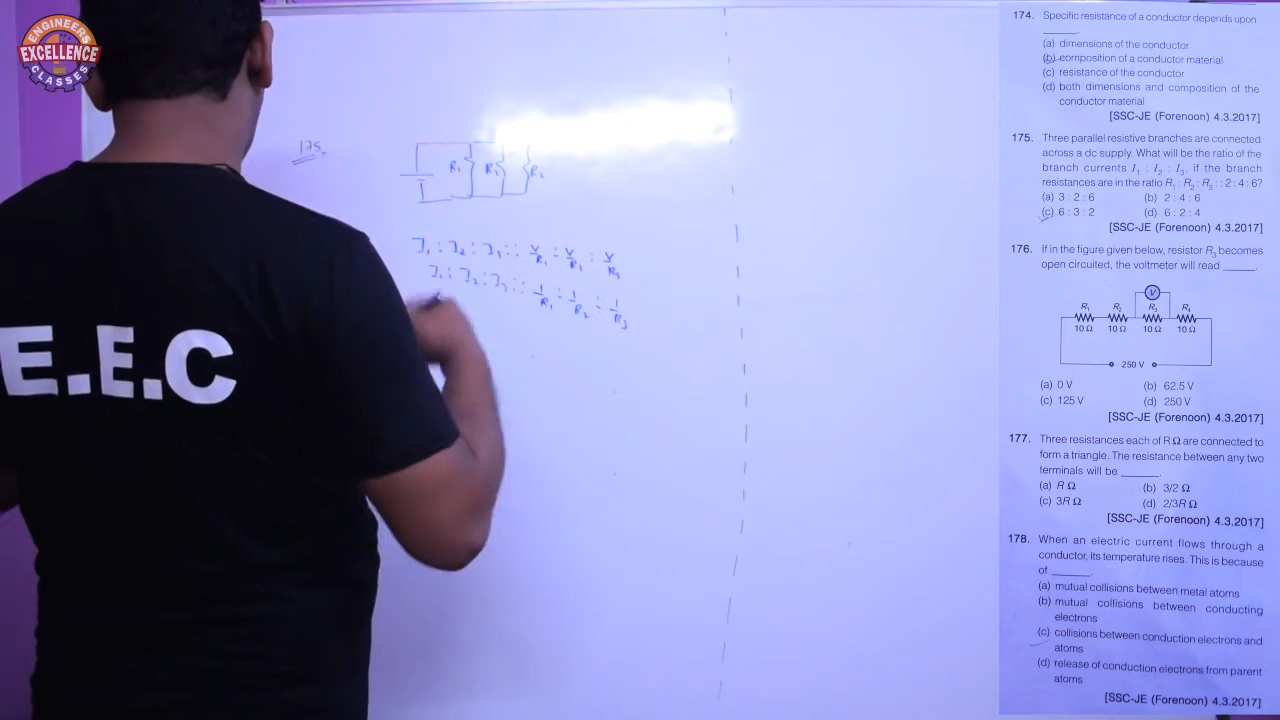 ENGINEERS
EXCELLENCE
CLASSES
E.E.C
175
R₁ R₂ R₃
I₁ : I₂ : I₃ :: V/R₁ : V/R₂ : V/R₃
I₁ : I₂ : I₃ :: 1/R₁ : 1/R₂ : 1/R₃
174. Specific resistance of a conductor depends upon
______.
(a) dimensions of the conductor
(b) composition of a conductor material
(c) resistance of the conductor
(d) both dimensions and composition of the
conductor material
[SSC-JE (Forenoon) 4.3.2017]
175. Three parallel resistive branches are connected
across a dc supply. What will be the ratio of the
branch currents I₁ : I₂ : I₃, if the branch
resistances are in the ratio R₁ : R₂ : R₃ : : 2 : 4 : 6?
(a) 3 : 2 : 6 (b) 2 : 4 : 6
(c) 6 : 3 : 2 (d) 6 : 2 : 4
[SSC-JE (Forenoon) 4.3.2017]
176. If in the figure given below, resistor R₃ becomes
open circuited, the voltmeter will read ______.
V
R₁ R₂ R₃
10 Ω 10 Ω 10 Ω 10 Ω
250 V
(a) 0 V (b) 62.5 V
(c) 125 V (d) 250 V
[SSC-JE (Forenoon) 4.3.2017]
177. Three resistances each of R Ω are connected to
form a triangle. The resistance between any two
terminals will be ______.
(a) R Ω (b) 3/2 Ω
(c) 3R Ω (d) 2/3R Ω
[SSC-JE (Forenoon) 4.3.2017]
178. When an electric current flows through a
conductor, its temperature rises. This is because
of ______.
(a) mutual collisions between metal atoms
(b) mutual collisions between conducting
electrons
(c) collisions between conduction electrons and
atoms
(d) release of conduction electrons from parent
atoms
[SSC-JE (Forenoon) 4.3.2017]